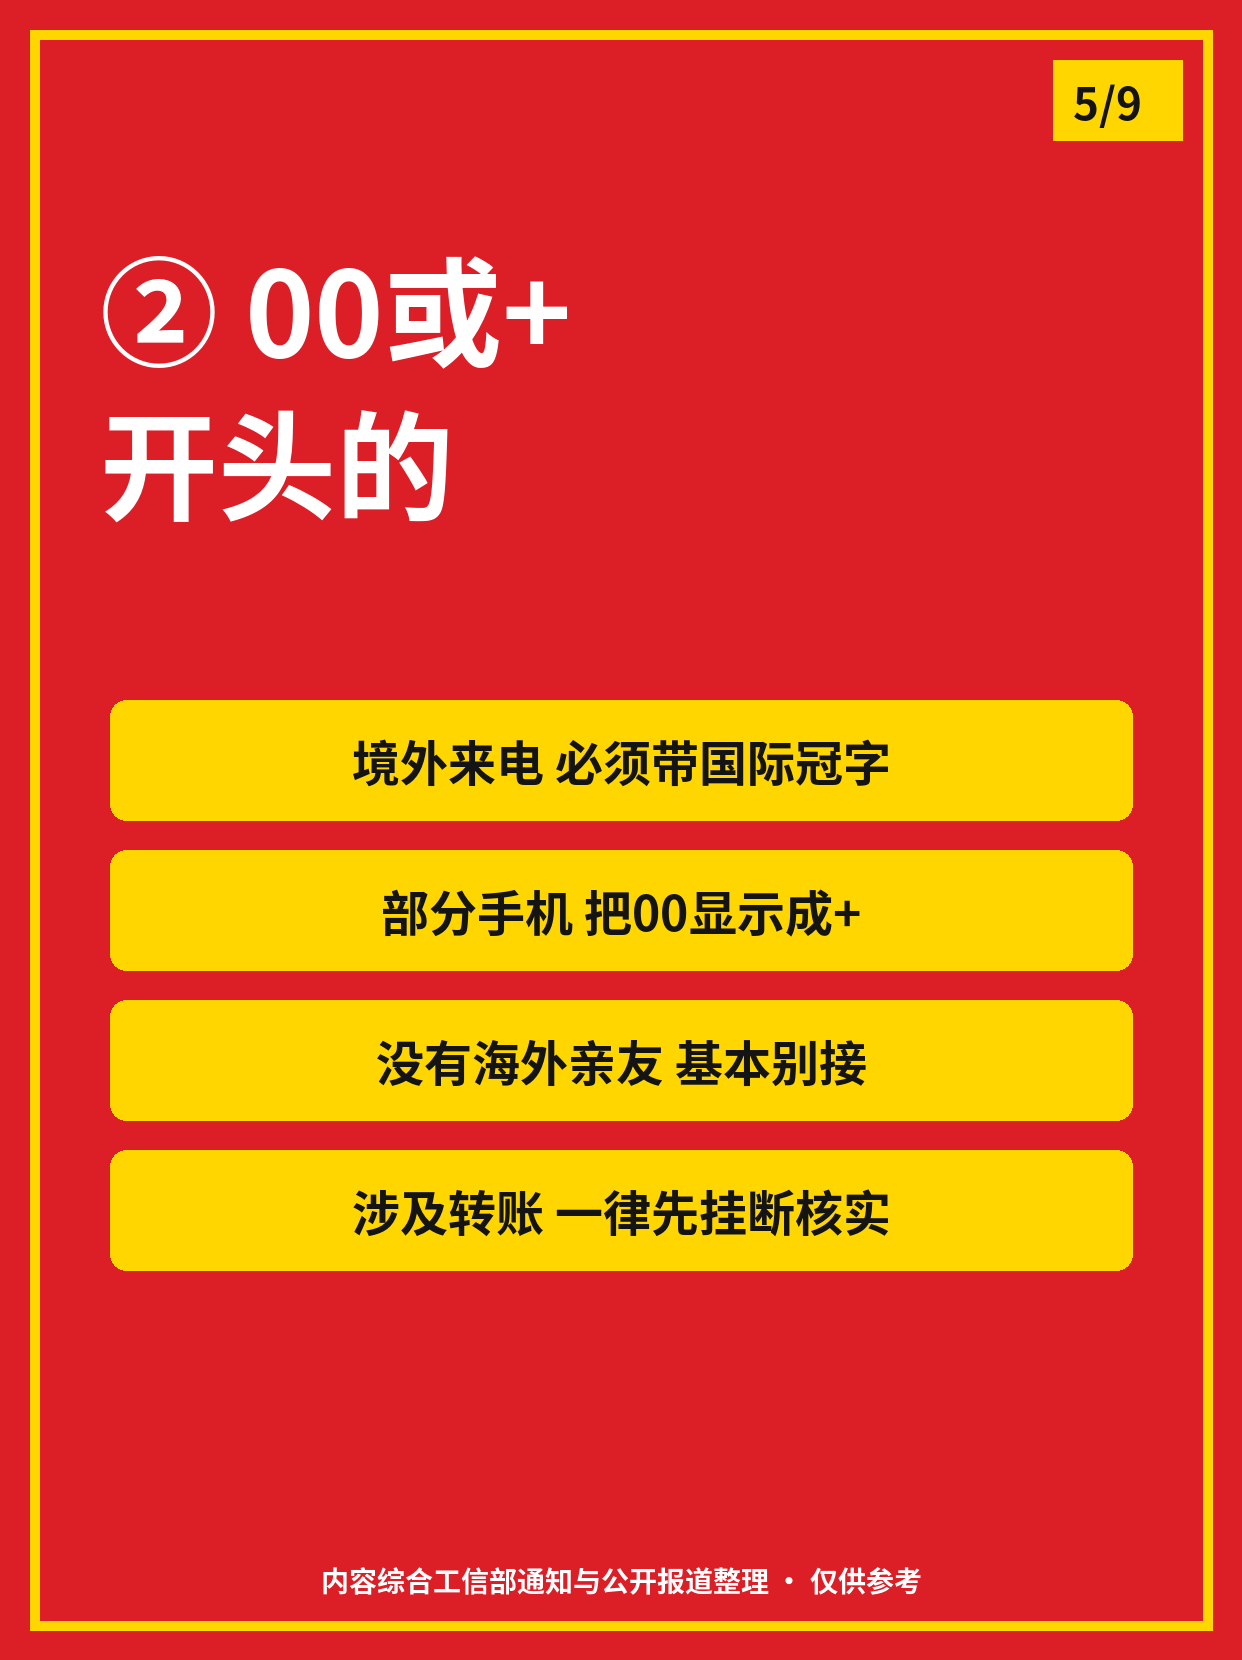 5/9
② 00或+
开头的
境外来电 必须带国际冠字
部分手机 把00显示成+
没有海外亲友 基本别接
涉及转账 一律先挂断核实
内容综合工信部通知与公开报道整理 · 仅供参考